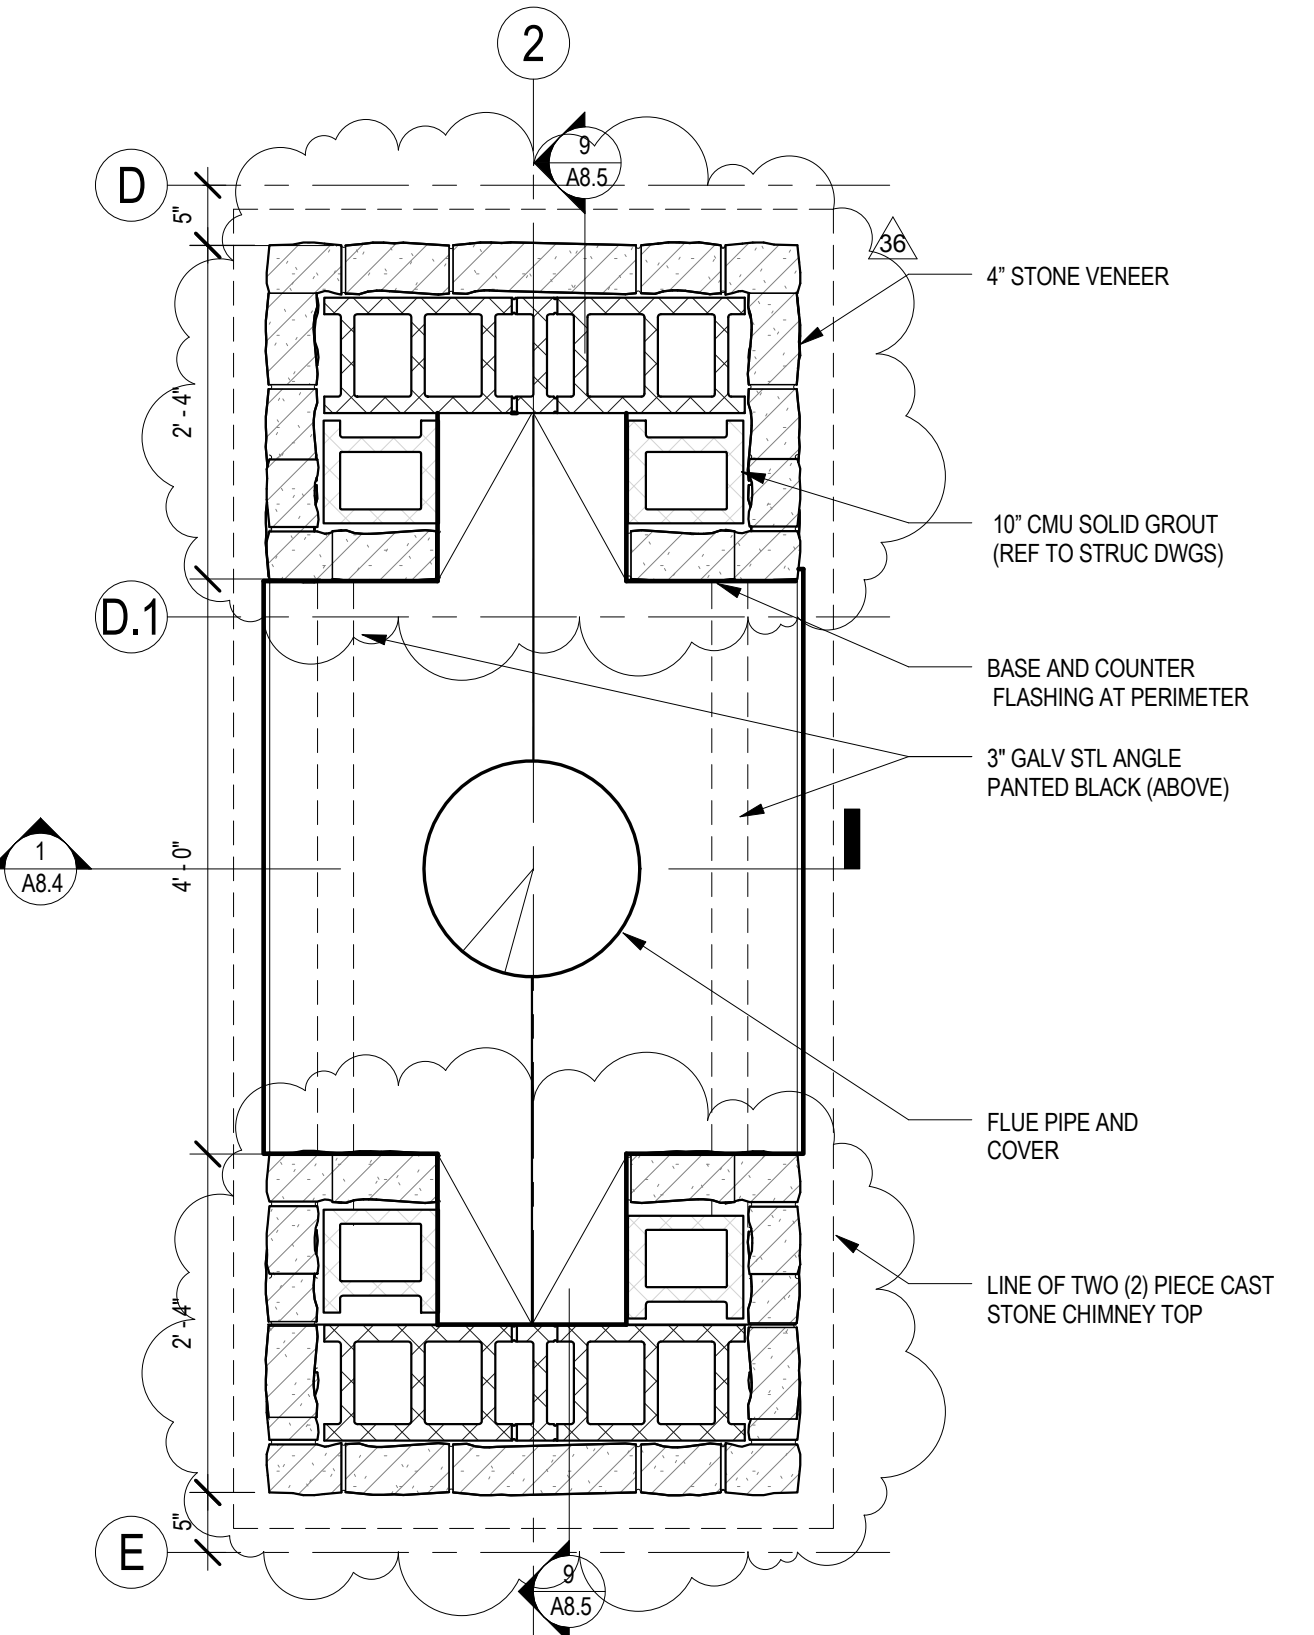 2
9
A8.5
D
5"
36
4” STONE VENEER
2' - 4"
10” CMU SOLID GROUT
(REF TO STRUC DWGS)
D.1
BASE AND COUNTER
FLASHING AT PERIMETER
3" GALV STL ANGLE
PANTED BLACK (ABOVE)
1
A8.4
4' - 0"
FLUE PIPE AND
COVER
LINE OF TWO (2) PIECE CAST
STONE CHIMNEY TOP
2' - 4"
5"
E
9
A8.5